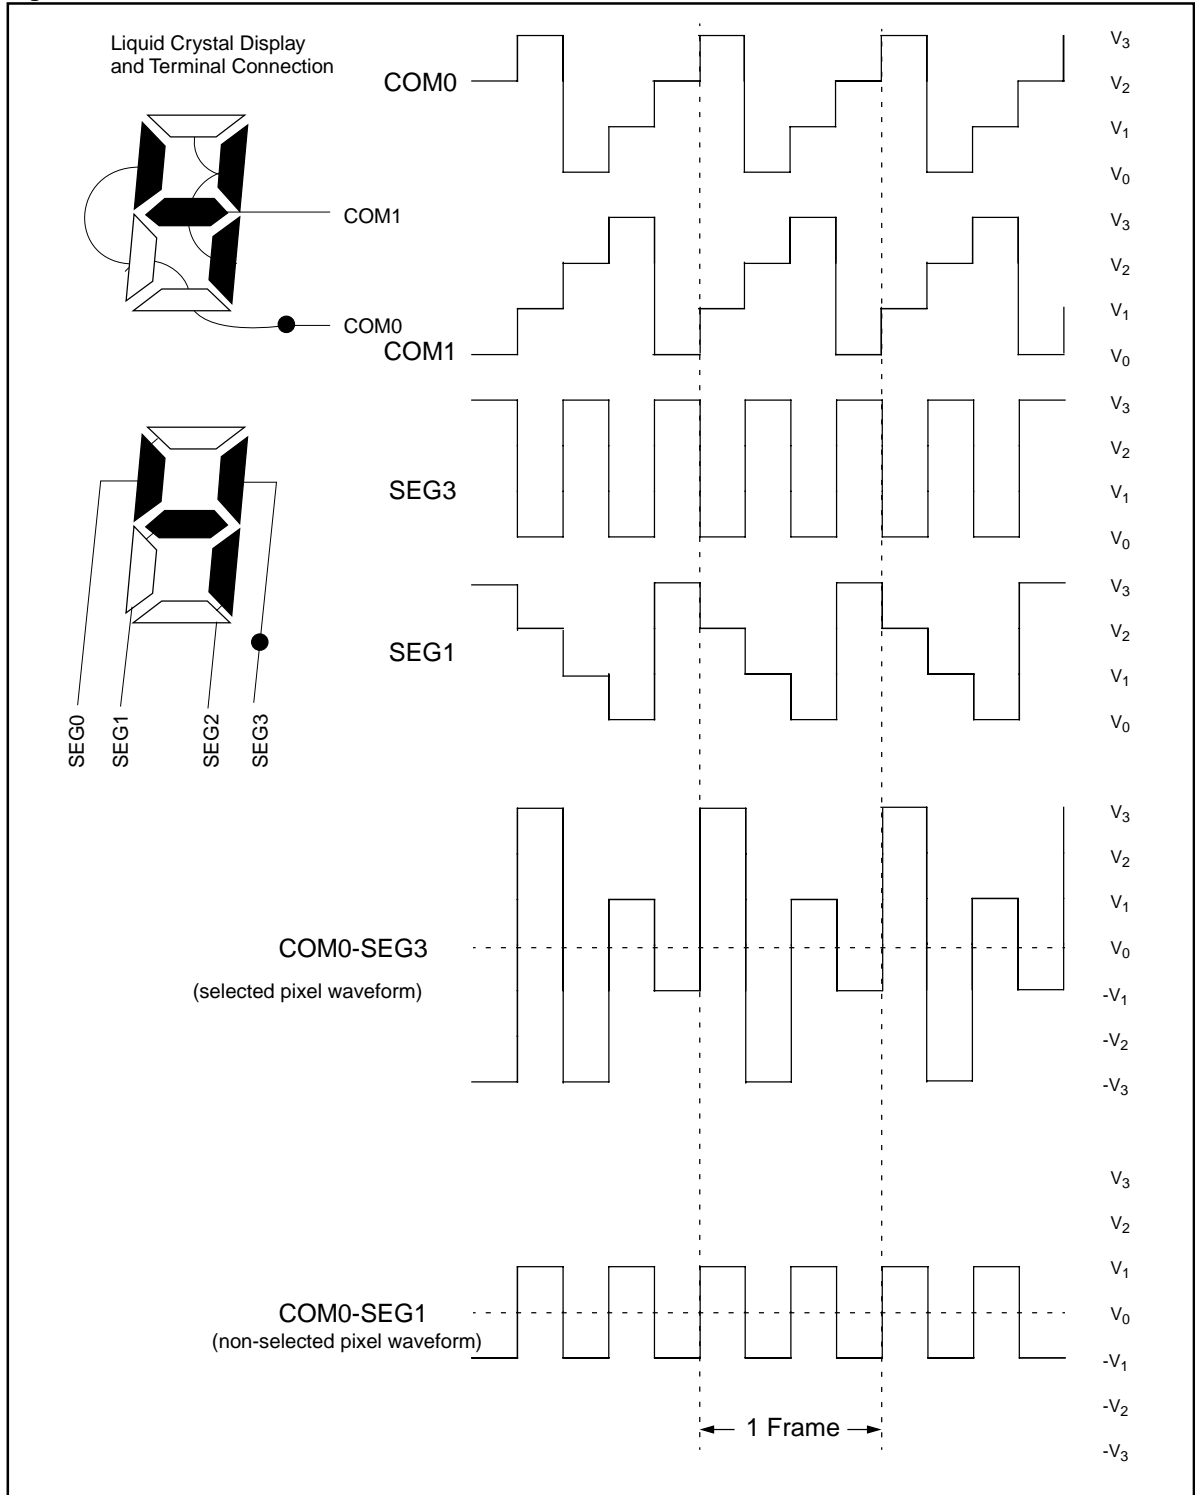 Liquid Crystal Display
and Terminal Connection
COM1
COM0
SEG0
SEG1
SEG2
SEG3
COM0
V3
V2
V1
V0
COM1
V3
V2
V1
V0
SEG3
V3
V2
V1
V0
SEG1
V3
V2
V1
V0
COM0-SEG3
(selected pixel waveform)
V3
V2
V1
V0
-V1
-V2
-V3
COM0-SEG1
(non-selected pixel waveform)
V3
V2
V1
V0
-V1
-V2
-V3
1 Frame